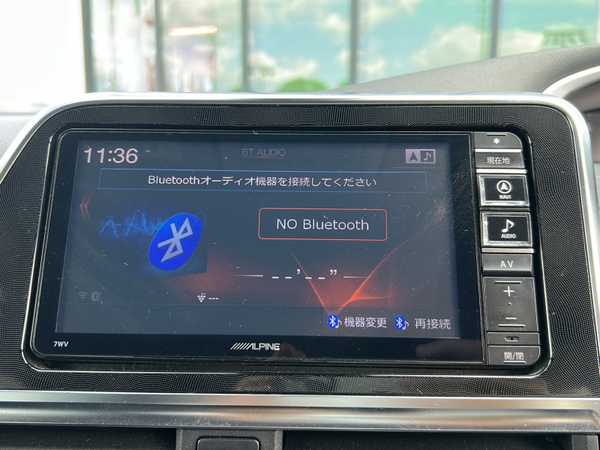 11:36
BT AUDIO
Bluetoothオーディオ機器を接続してください
NO Bluetooth
--'--"
---
機器変更
再接続
7WV
ALPINE
現在地
NAVI
AUDIO
AV
+
−
開/閉